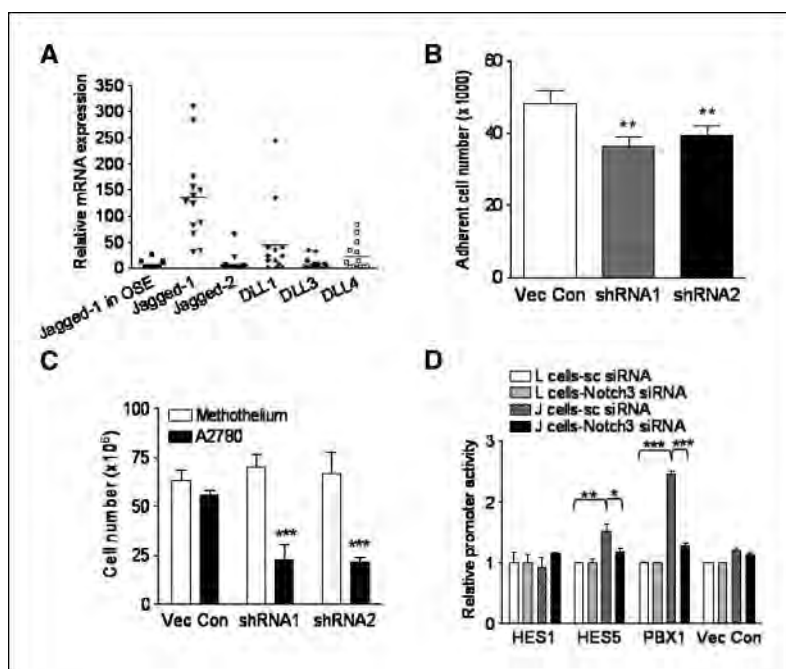 A
Relative mRNA expression
350
300
250
200
150
100
50
0
Jagged-1 in OSE
Jagged-1
Jagged-2
DLL1
DLL3
DLL4
B
Adherent cell number (x1000)
60
40
20
0
**
**
Vec Con
shRNA1
shRNA2
C
Methothelium
A2780
Cell number (x10⁶)
100
75
50
25
0
***
***
Vec Con
shRNA1
shRNA2
D
L cells-sc siRNA
L cells-Notch3 siRNA
J cells-sc siRNA
J cells-Notch3 siRNA
Relative promoter activity
3
2
1
0
** *
*** ***
HES1
HES5
PBX1
Vec Con